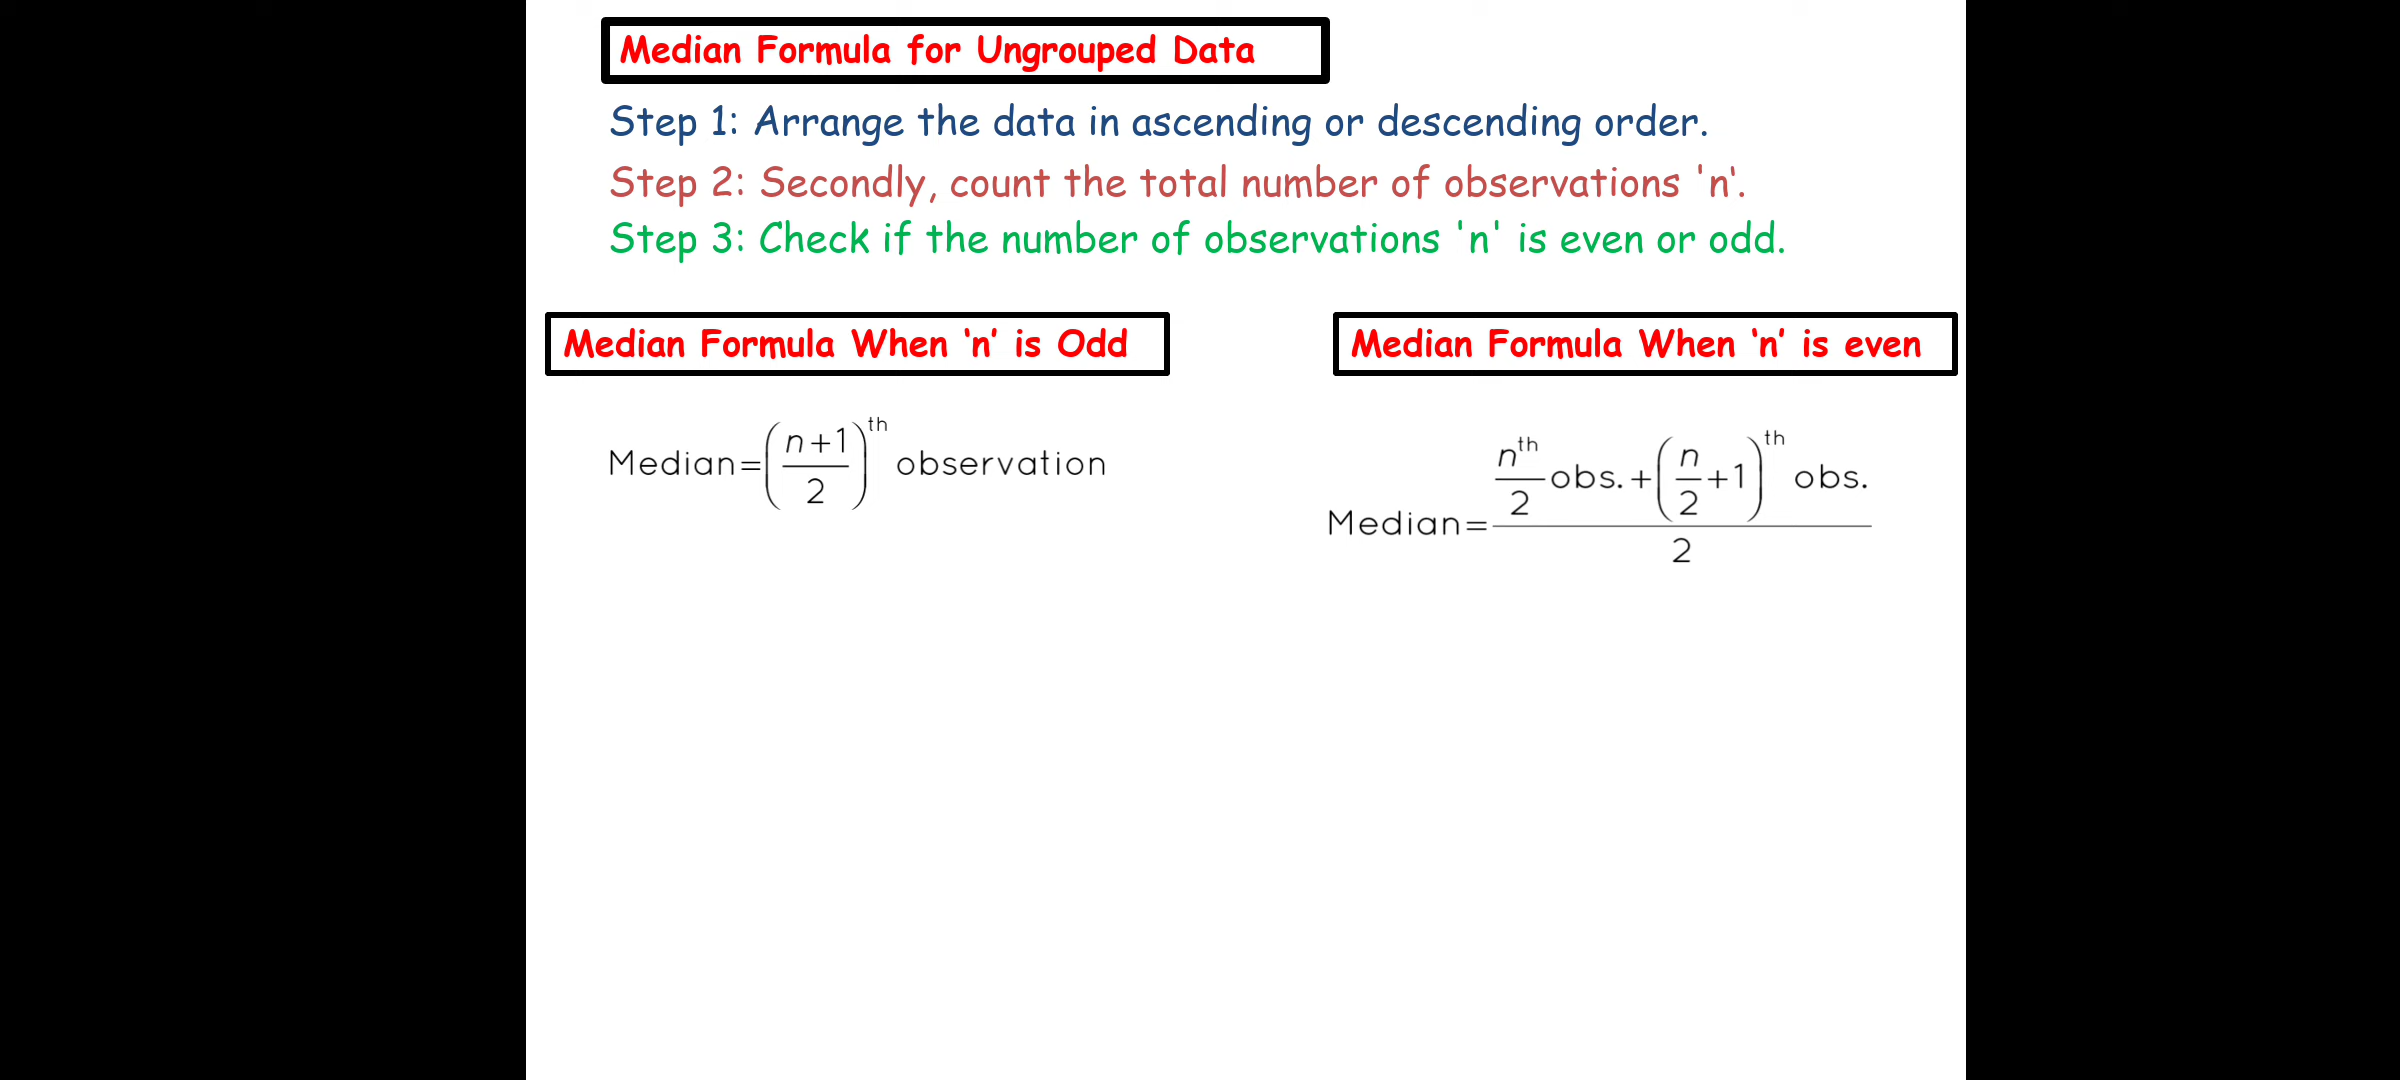 Median Formula for Ungrouped Data
Step 1: Arrange the data in ascending or descending order.
Step 2: Secondly, count the total number of observations 'n'.
Step 3: Check if the number of observations 'n' is even or odd.
Median Formula When 'n' is Odd
Median=((n+1)/2)^th observation
Median Formula When 'n' is even
Median=(n^th/2 obs.+(n/2+1)^th obs.)/2